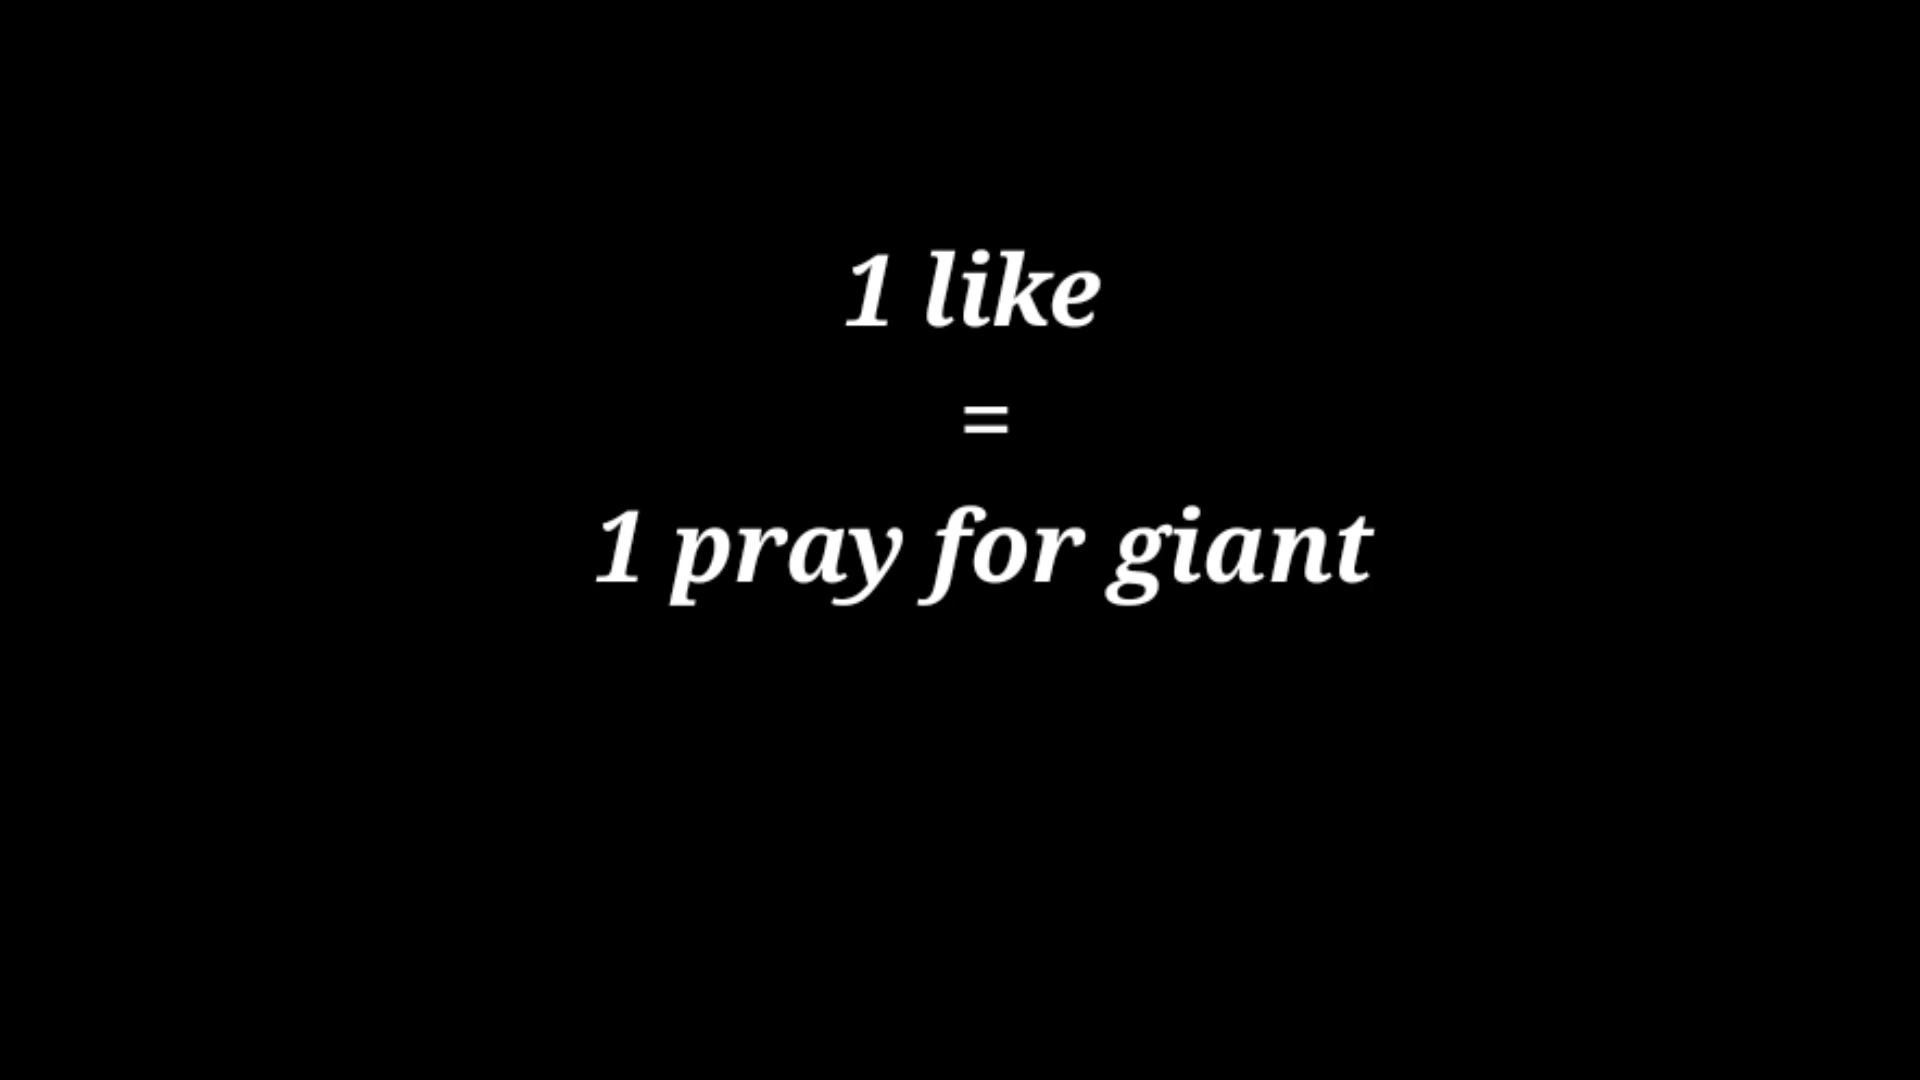 1 like
=
1 pray for giant